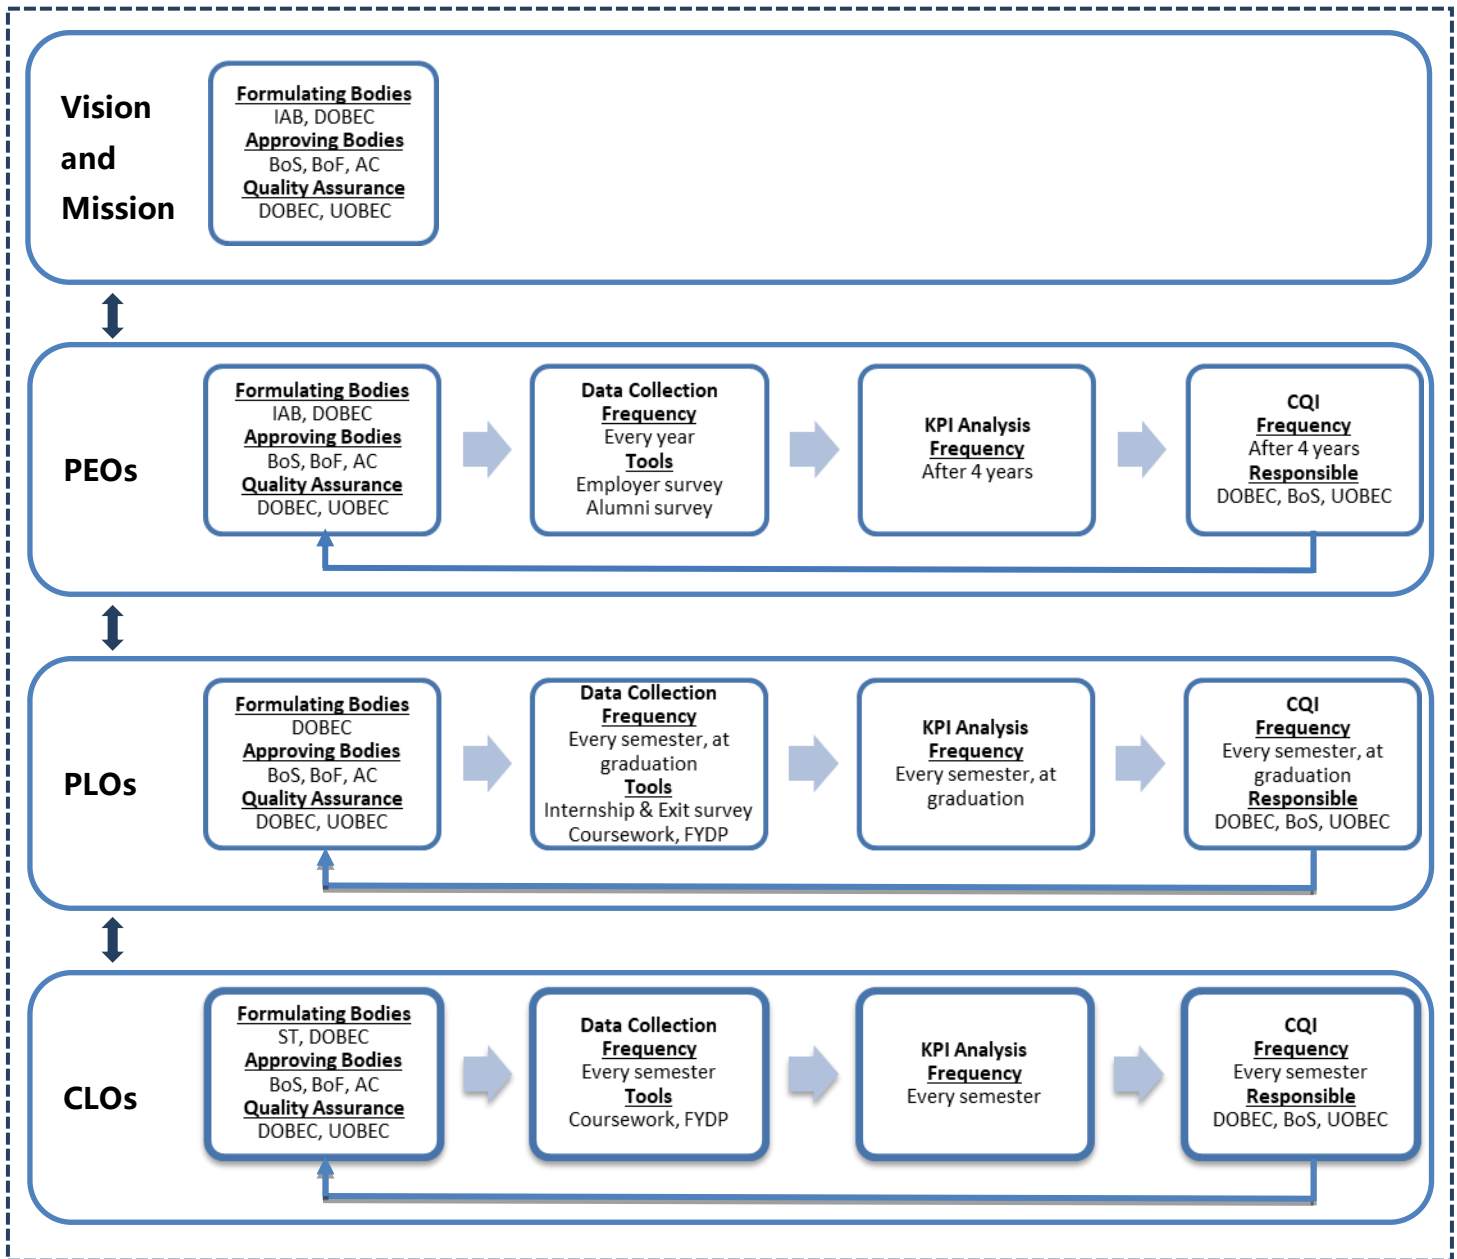 Vision
and
Mission
Formulating Bodies
IAB, DOBEC
Approving Bodies
BoS, BoF, AC
Quality Assurance
DOBEC, UOBEC
PEOs
Formulating Bodies
IAB, DOBEC
Approving Bodies
BoS, BoF, AC
Quality Assurance
DOBEC, UOBEC
Data Collection
Frequency
Every year
Tools
Employer survey
Alumni survey
KPI Analysis
Frequency
After 4 years
CQI
Frequency
After 4 years
Responsible
DOBEC, BoS, UOBEC
PLOs
Formulating Bodies
DOBEC
Approving Bodies
BoS, BoF, AC
Quality Assurance
DOBEC, UOBEC
Data Collection
Frequency
Every semester, at
graduation
Tools
Internship & Exit survey
Coursework, FYDP
KPI Analysis
Frequency
Every semester, at
graduation
CQI
Frequency
Every semester, at
graduation
Responsible
DOBEC, BoS, UOBEC
CLOs
Formulating Bodies
ST, DOBEC
Approving Bodies
BoS, BoF, AC
Quality Assurance
DOBEC, UOBEC
Data Collection
Frequency
Every semester
Tools
Coursework, FYDP
KPI Analysis
Frequency
Every semester
CQI
Frequency
Every semester
Responsible
DOBEC, BoS, UOBEC